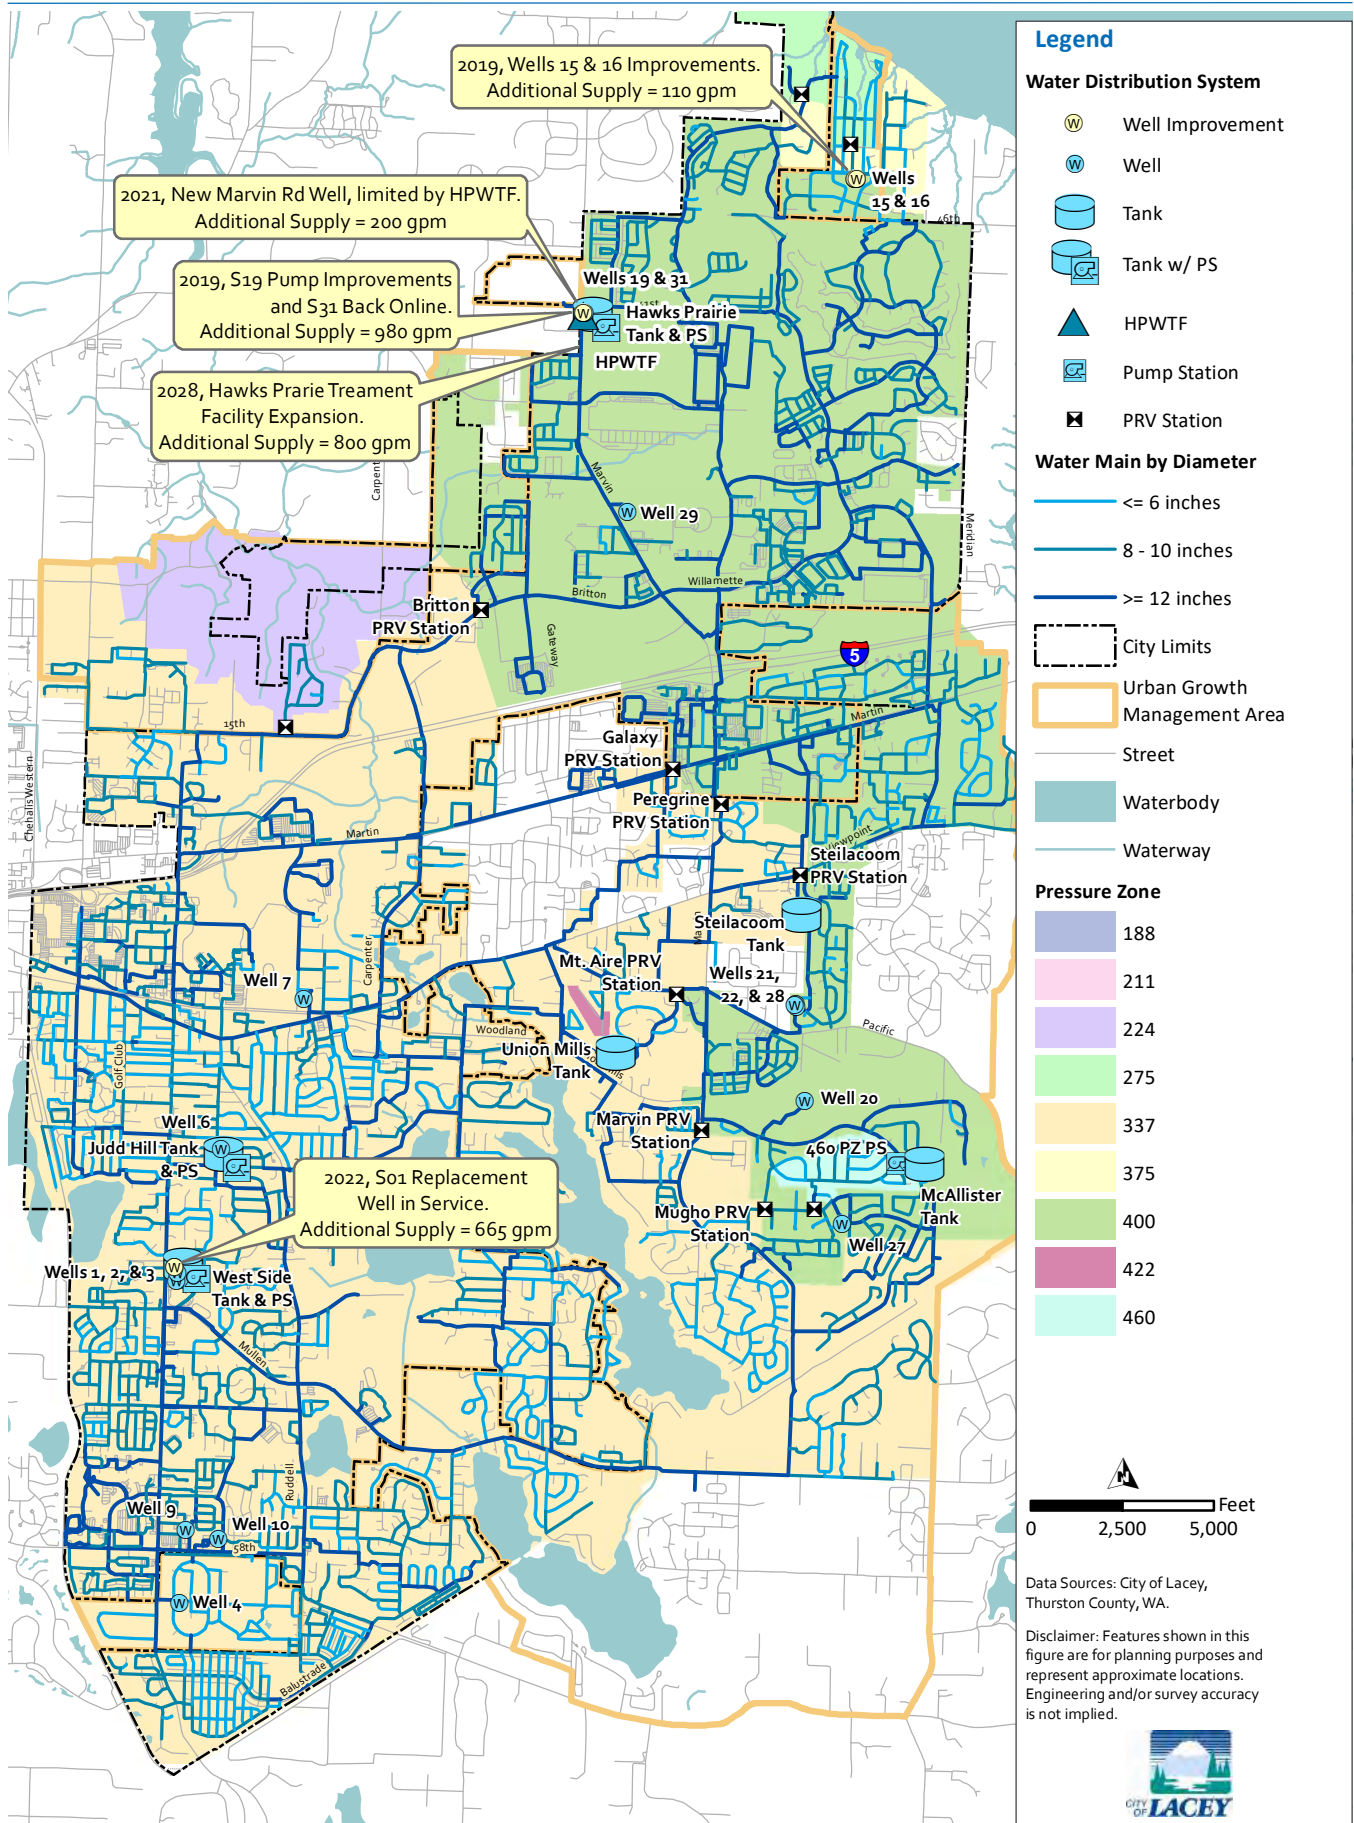 2019, Wells 15 & 16 Improvements.
Additional Supply = 110 gpm
2021, New Marvin Rd Well, limited by HPWTF.
Additional Supply = 200 gpm
2019, S19 Pump Improvements
and S31 Back Online.
Additional Supply = 980 gpm
2028, Hawks Prarie Treament
Facility Expansion.
Additional Supply = 800 gpm
Wells
15 & 16
46th
Wells 19 & 31
Hawks Prairie
Tank & PS
HPWTF
Carpent
Marvin
Well 29
Meridian
Willamette
Britton
Britton
PRV Station
Gateway
5
15th
Martin
Galaxy
PRV Station
Chehalis Western
Peregrine
PRV Station
Martin
Viewpoint
Steilacoom
PRV Station
Steilacoom
Tank
Carpenter
Mt. Aire PRV
Station
Wells 21,
22, & 28
Well 7
Pacific
Woodland
Golf Club
Union Mills
Tank
Well 20
Well 6
Marvin PRV
Station
Judd Hill Tank
& PS
460 PZ PS
McAllister
Tank
2022, S01 Replacement
Well in Service.
Additional Supply = 665 gpm
Mugho PRV
Station
Well 27
Wells 1, 2, & 3
West Side
Tank & PS
Mullen
Ruddell
Well 9
Well 10
58th
Well 4
Balustrade
Legend
Water Distribution System
W Well Improvement
W Well
Tank
Tank w/ PS
HPWTF
Pump Station
PRV Station
Water Main by Diameter
<= 6 inches
8 - 10 inches
>= 12 inches
City Limits
Urban Growth
Management Area
Street
Waterbody
Waterway
Pressure Zone
188
211
224
275
337
375
400
422
460
N
Feet
0 2,500 5,000
Data Sources: City of Lacey,
Thurston County, WA.
Disclaimer: Features shown in this
figure are for planning purposes and
represent approximate locations.
Engineering and/or survey accuracy
is not implied.
CITY
OF LACEY